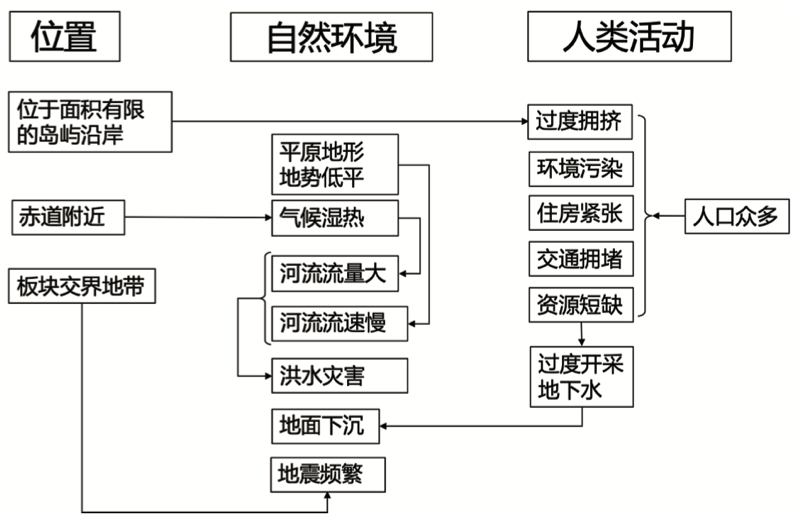 位置
自然环境
人类活动
位于面积有限
的岛屿沿岸
过度拥挤
平原地形
地势低平
环境污染
赤道附近
气候湿热
住房紧张
人口众多
河流流量大
交通拥堵
板块交界地带
河流流速慢
资源短缺
洪水灾害
过度开采
地下水
地面下沉
地震频繁